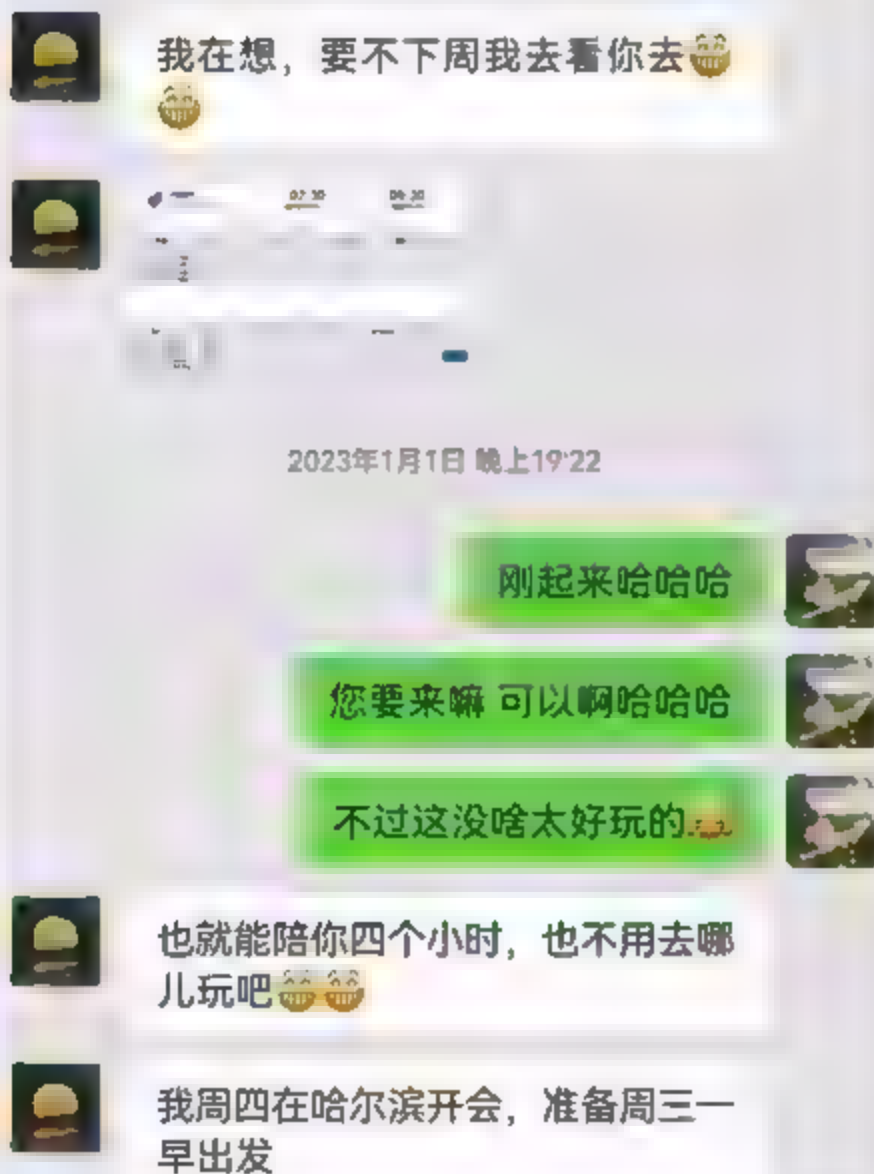 我在想，要不下周我去看你去
2023年1月1日 晚上19:22
刚起来哈哈哈
您要来嘛 可以啊哈哈哈
不过这没啥太好玩的
也就能陪你四个小时，也不用去哪
儿玩吧
我周四在哈尔滨开会，准备周三一
早出发